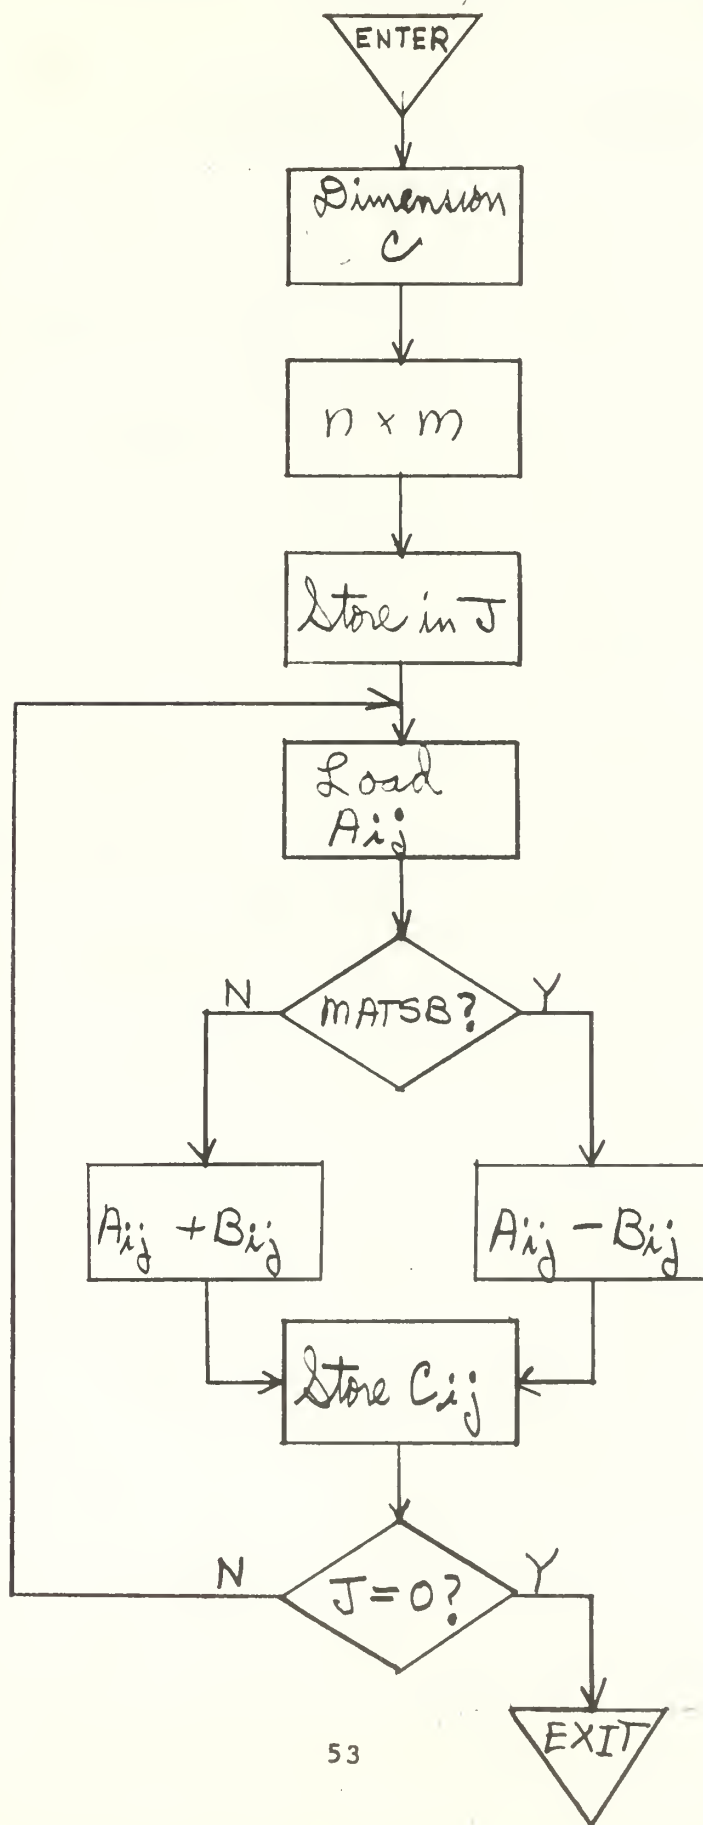 ENTER
Dimension
C
n × m
Store in J
Load
Aij
MATSB?
N
Y
Aij + Bij
Aij - Bij
Store Cij
J = 0?
N
Y
EXIT
53